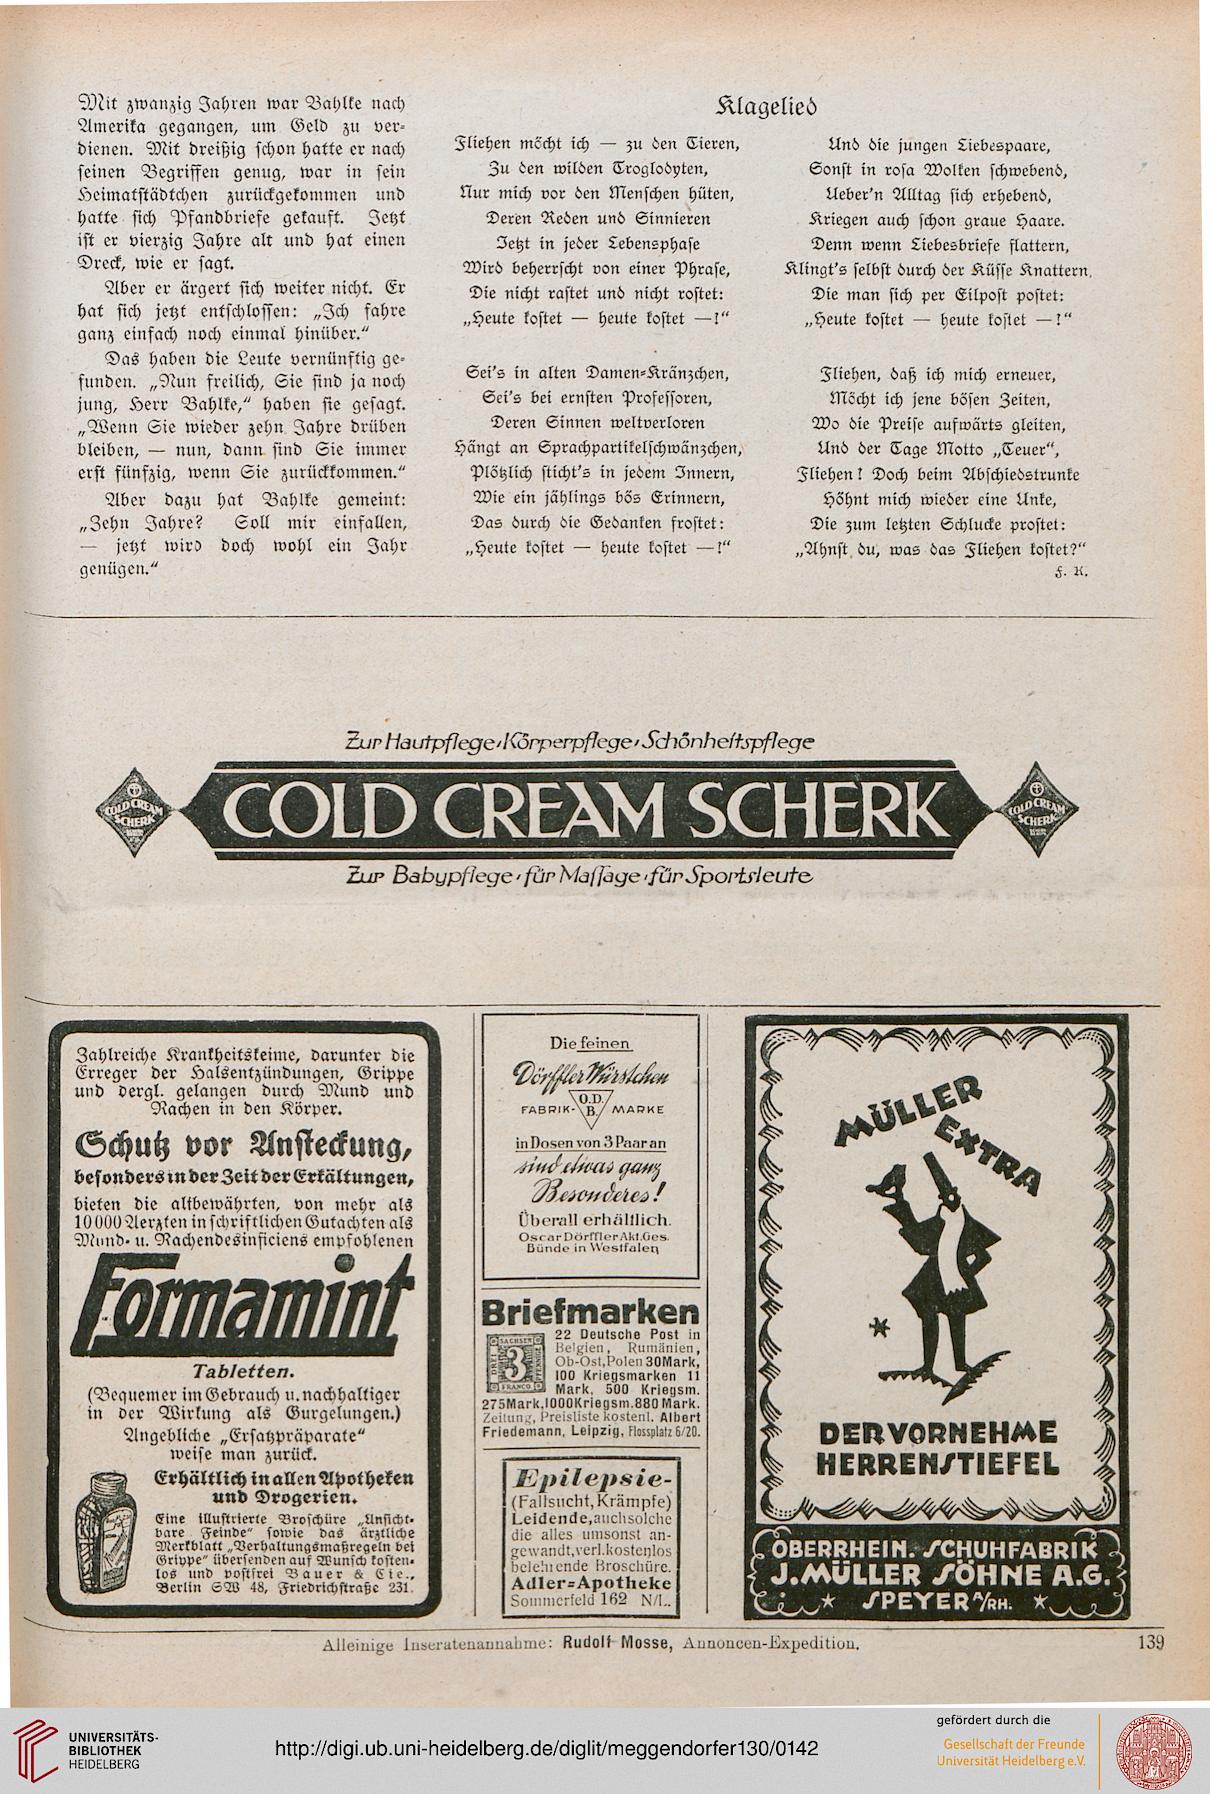 Mit zwanzig Jahren war Bahlke nach
Amerika gegangen, um Geld zu ver-
dienen. Mit dreißig schon hatte er nach
seinen Begriffen genug, war in sein
Heimatstädtchen zurückgekommen und
hatte sich Pfandbriefe gekauft. Jetzt
ist er vierzig Jahre alt und hat einen
Dreck, wie er sagt.
Aber er ärgert sich weiter nicht. Er
hat sich jetzt entschlossen: „Ich fahre
ganz einfach noch einmal hinüber.“
Das haben die Leute vernünftig ge-
funden. „Nun freilich, Sie sind ja noch
jung, Herr Bahlke,“ haben sie gesagt.
„Wenn Sie wieder zehn Jahre drüben
bleiben, — nun, dann sind Sie immer
erst fünfzig, wenn Sie zurückkommen.“
Aber dazu hat Bahlke gemeint:
„Zehn Jahre? Soll mir einfallen,
— jetzt wird doch wohl ein Jahr
genügen.“
Klagelied
Fliehen möcht ich — zu den Tieren,
Zu den wilden Troglodyten,
Nur mich vor den Menschen hüten,
Deren Reden und Sinnieren
Jetzt in jeder Lebensphase
Wird beherrscht von einer Phrase,
Die nicht rastet und nicht rostet:
„Heute kostet — heute kostet —!“
Sei's in alten Damen-Kränzchen,
Sei's bei ernsten Professoren,
Deren Sinnen weltverloren
Hängt an Sprachpartikelschwänzchen,
Plötzlich sticht's in jedem Innern,
Wie ein jählings bös Erinnern,
Das durch die Gedanken frostet:
„Heute kostet — heute kostet —!“
Und die jungen Liebespaare,
Sonst in rosa Wolken schwebend,
Ueber'n Alltag sich erhebend,
Kriegen auch schon graue Haare.
Denn wenn Liebesbriefe flattern,
Klingt's selbst durch der Küsse Knattern,
Die man sich per Eilpost postet:
„Heute kostet — heute kostet —!“
Fliehen, daß ich mich erneuer,
Möcht ich jene bösen Zeiten,
Wo die Preise aufwärts gleiten,
Und der Tage Motto „Teuer“,
Fliehen! Doch beim Abschiedstrunke
Höhnt mich wieder eine Unke,
Die zum letzten Schlucke prostet:
„Ahnst du, was das Fliehen kostet?“
F. K.
Zur Hautpflege, Körperpflege, Schönheitspflege
COLD CREAM SCHERK
COLD CREAM
SCHERK
COLD CREAM
SCHERK
Zur Babypflege, für Massage, für Sportsleute
Zahlreiche Krankheitskeime, darunter die
Erreger der Halsentzündungen, Grippe
und dergl. gelangen durch Mund und
Rachen in den Körper.
Schutz vor Ansteckung,
besonders in der Zeit der Erkältungen,
bieten die altbewährten, von mehr als
10000 Aerzten in schriftlichen Gutachten als
Mund- u. Rachendesinficiens empfohlenen
Formamint
Tabletten.
(Bequemer im Gebrauch u. nachhaltiger
in der Wirkung als Gurgelungen.)
Angebliche „Ersatzpräparate“
weise man zurück.
Erhältlich in allen Apotheken
und Drogerien.
Eine illustrierte Broschüre „Unsicht-
bare Feinde“ sowie das ärztliche
Merkblatt „Verhaltungsmaßregeln bei
Grippe“ übersenden auf Wunsch kosten-
los und postfrei Bauer & Cie.,
Berlin SW 48, Friedrichstraße 231.
Die feinen
Dörffler Würstchen
FABRIK- O.D.B. MARKE
in Dosen von 3 Paar an
sind etwas ganz
Besonderes!
Überall erhältlich.
Oscar Dörffler Akt.Ges.
Bünde in Westfalen
Briefmarken
SACHSEN
DREI 3 PFENNIGE
FRANCO
22 Deutsche Post in
Belgien, Rumänien,
Ob-Ost, Polen 30 Mark,
100 Kriegsmarken 11
Mark, 500 Kriegsm.
275 Mark, 1000 Kriegsm. 880 Mark.
Zeitung, Preisliste kostenl. Albert
Friedemann, Leipzig, Flossplatz 6/20.
Epilepsie-
(Fallsucht, Krämpfe)
Leidende, auch solche
die alles umsonst an-
gewandt, verl. kostenlos
belehrende Broschüre.
Adler-Apotheke
Sommerfeld 162 N/L.
MÜLLER
EXTRA
DER VORNEHME
HERRENSTIEFEL
OBERRHEIN. SCHUHFABRIK
J. MÜLLER SÖHNE A.G.
SPEYER A/RH.
Alleinige Inseratenannahme: Rudolf Mosse, Annoncen-Expedition.
139
UNIVERSITÄTS-
BIBLIOTHEK
HEIDELBERG
http://digi.ub.uni-heidelberg.de/diglit/meggendorfer130/0142
gefördert durch die
Gesellschaft der Freunde
Universität Heidelberg e.V.